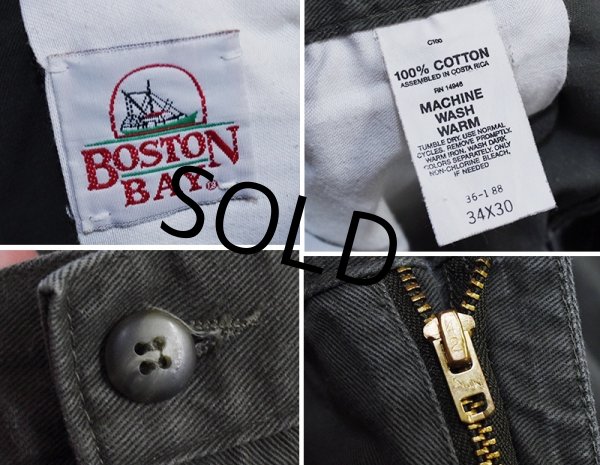 BOSTON
BAY®
C100
100% COTTON
ASSEMBLED IN COSTA RICA
RN 14946
MACHINE
WASH
WARM
TUMBLE DRY. USE NORMAL
CYCLES. REMOVE PROMPTLY.
WARM IRON. WASH DARK
COLORS SEPARATELY. ONLY
NON-CHLORINE BLEACH,
IF NEEDED
36-1 88
34X30
SOLD